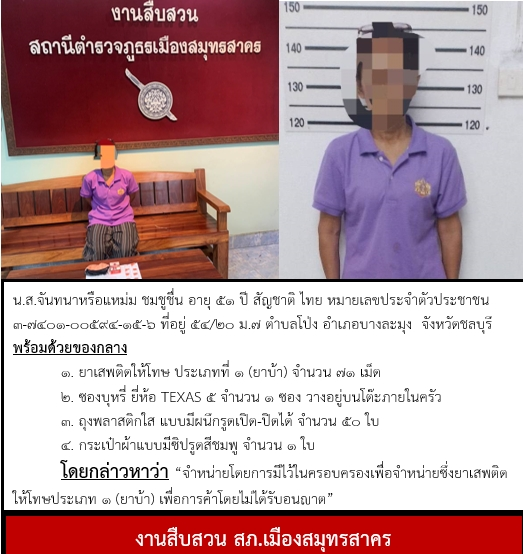 งานสืบสวน
สถานีตำรวจภูธรเมืองสมุทรสาคร
150 150
140 140
130 130
120 120
น.ส.จันทนาหรือแหม่ม ชมชูชื่น อายุ ๕๑ ปี สัญชาติ ไทย หมายเลขประจำตัวประชาชน
๓-๗๔๐๑-๐๐๕๙๔-๑๕-๖ ที่อยู่ ๕๔/๒๐ ม.๗ ตำบลโป่ง อำเภอบางละมุง จังหวัดชลบุรี
พร้อมด้วยของกลาง
๑. ยาเสพติดให้โทษ ประเภทที่ ๑ (ยาบ้า) จำนวน ๗๑ เม็ด
๒. ซองบุหรี่ ยี่ห้อ TEXAS ๕ จำนวน ๑ ซอง วางอยู่บนโต๊ะภายในครัว
๓. ถุงพลาสติกใส แบบมีผนึกรูดเปิด-ปิดได้ จำนวน ๕๐ ใบ
๔. กระเป๋าผ้าแบบมีซิปรูดสีชมพู จำนวน ๑ ใบ
โดยกล่าวหาว่า “จำหน่ายโดยการมีไว้ในครอบครองเพื่อจำหน่ายซึ่งยาเสพติด
ให้โทษประเภท ๑ (ยาบ้า) เพื่อการค้าโดยไม่ได้รับอนุญาต”
งานสืบสวน สภ.เมืองสมุทรสาคร